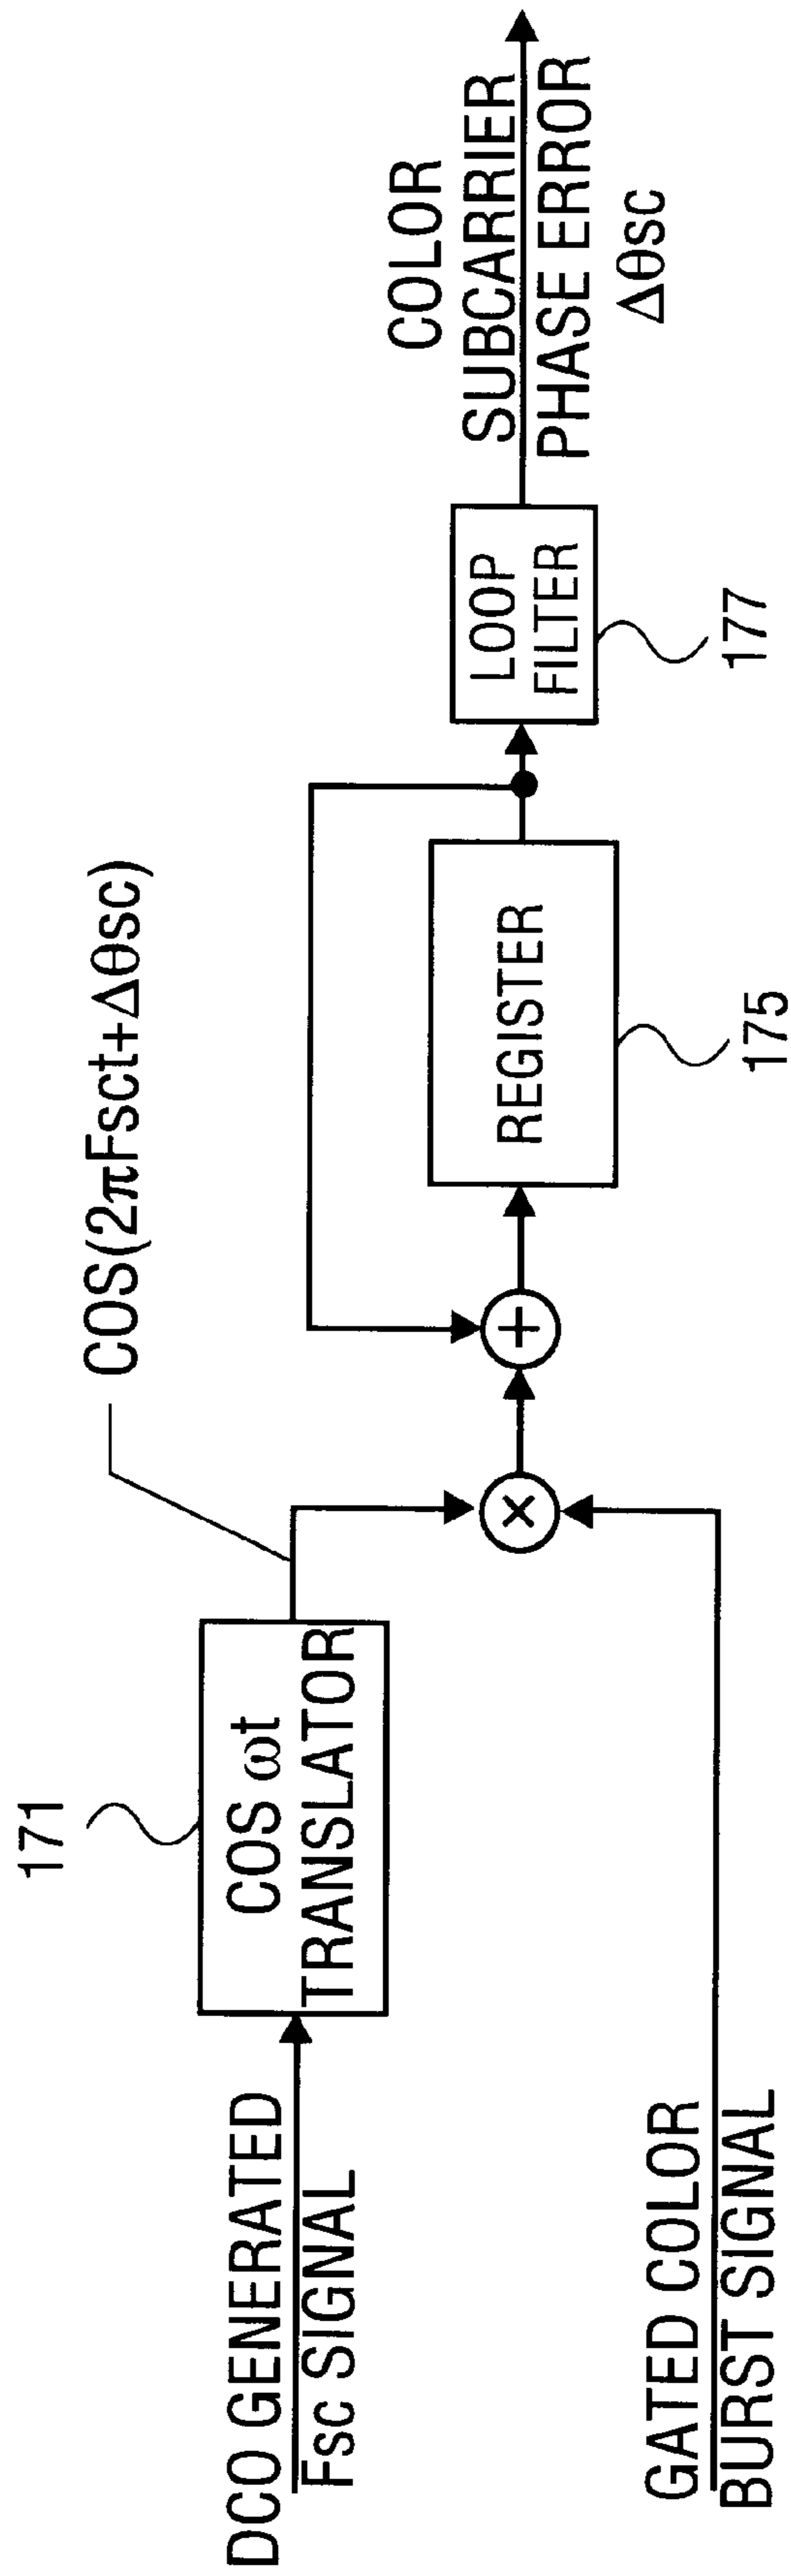 DCO GENERATED
Fsc SIGNAL
GATED COLOR
BURST SIGNAL
171
COS ωt
TRANSLATOR
COS(2πFsct+Δθsc)
×
+
REGISTER
175
LOOP
FILTER
177
COLOR
SUBCARRIER
PHASE ERROR
Δθsc